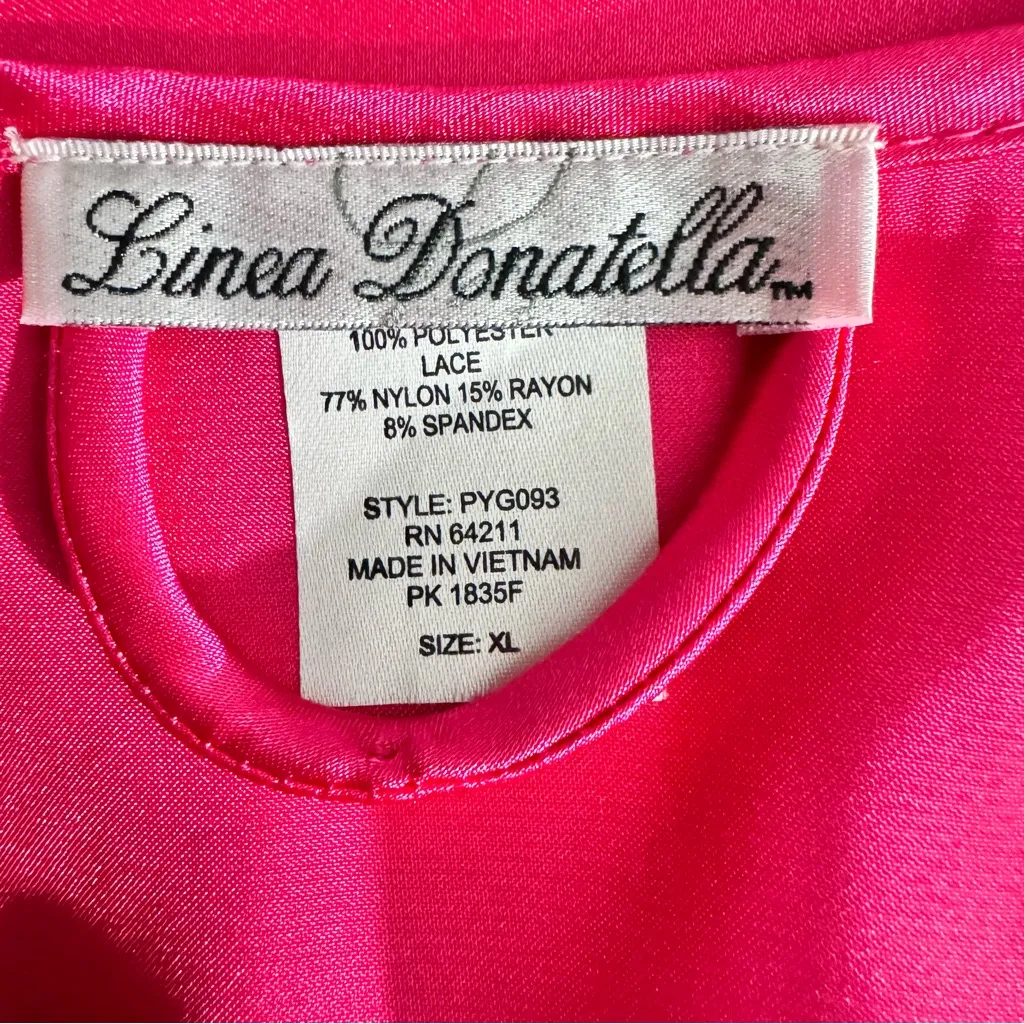 Linea Donatella™
100% POLYESTER
LACE
77% NYLON 15% RAYON
8% SPANDEX
STYLE: PYG093
RN 64211
MADE IN VIETNAM
PK 1835F
SIZE: XL